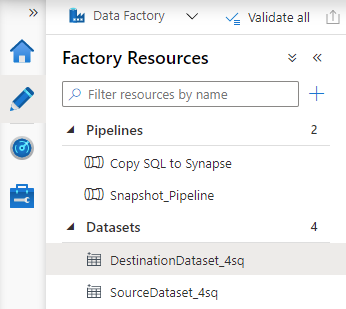 Data Factory Validate all
Factory Resources
Filter resources by name
Pipelines 2
Copy SQL to Synapse
Snapshot_Pipeline
Datasets 4
DestinationDataset_4sq
SourceDataset_4sq